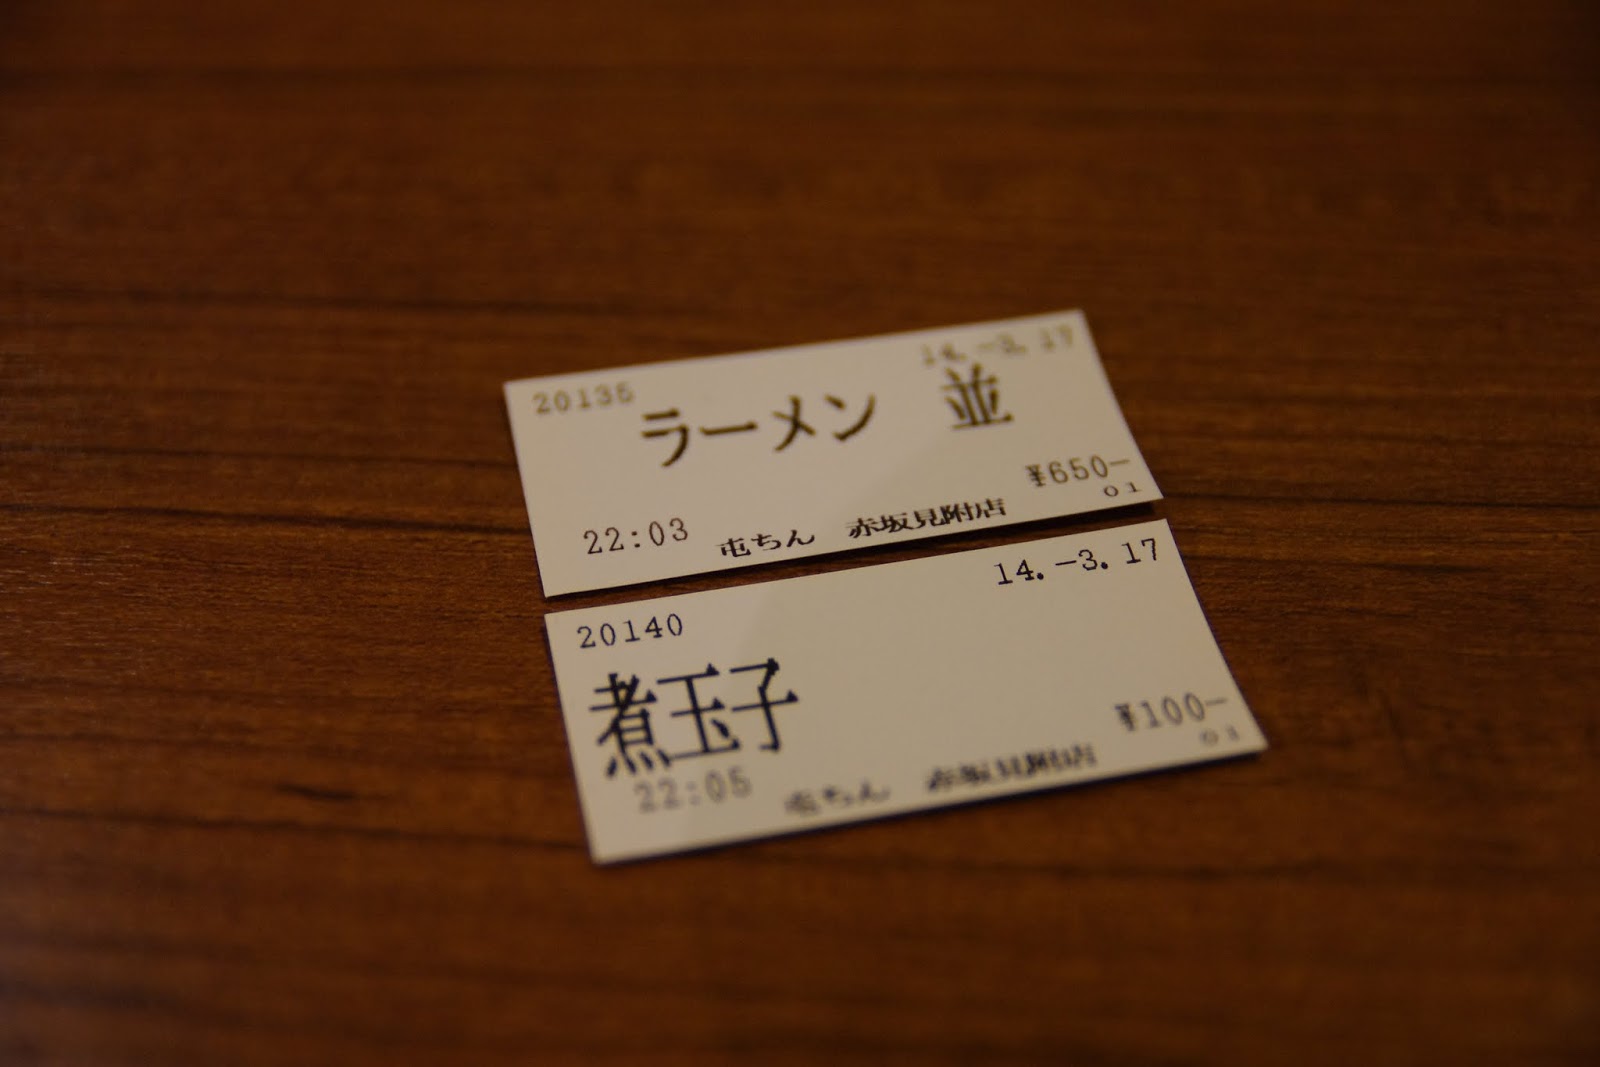 14.-3.17
20135
ラーメン 並
¥650-
01
22:03 屯ちん 赤坂見附店
14.-3.17
20140
煮玉子
¥100-
01
22:05 屯ちん 赤坂見附店